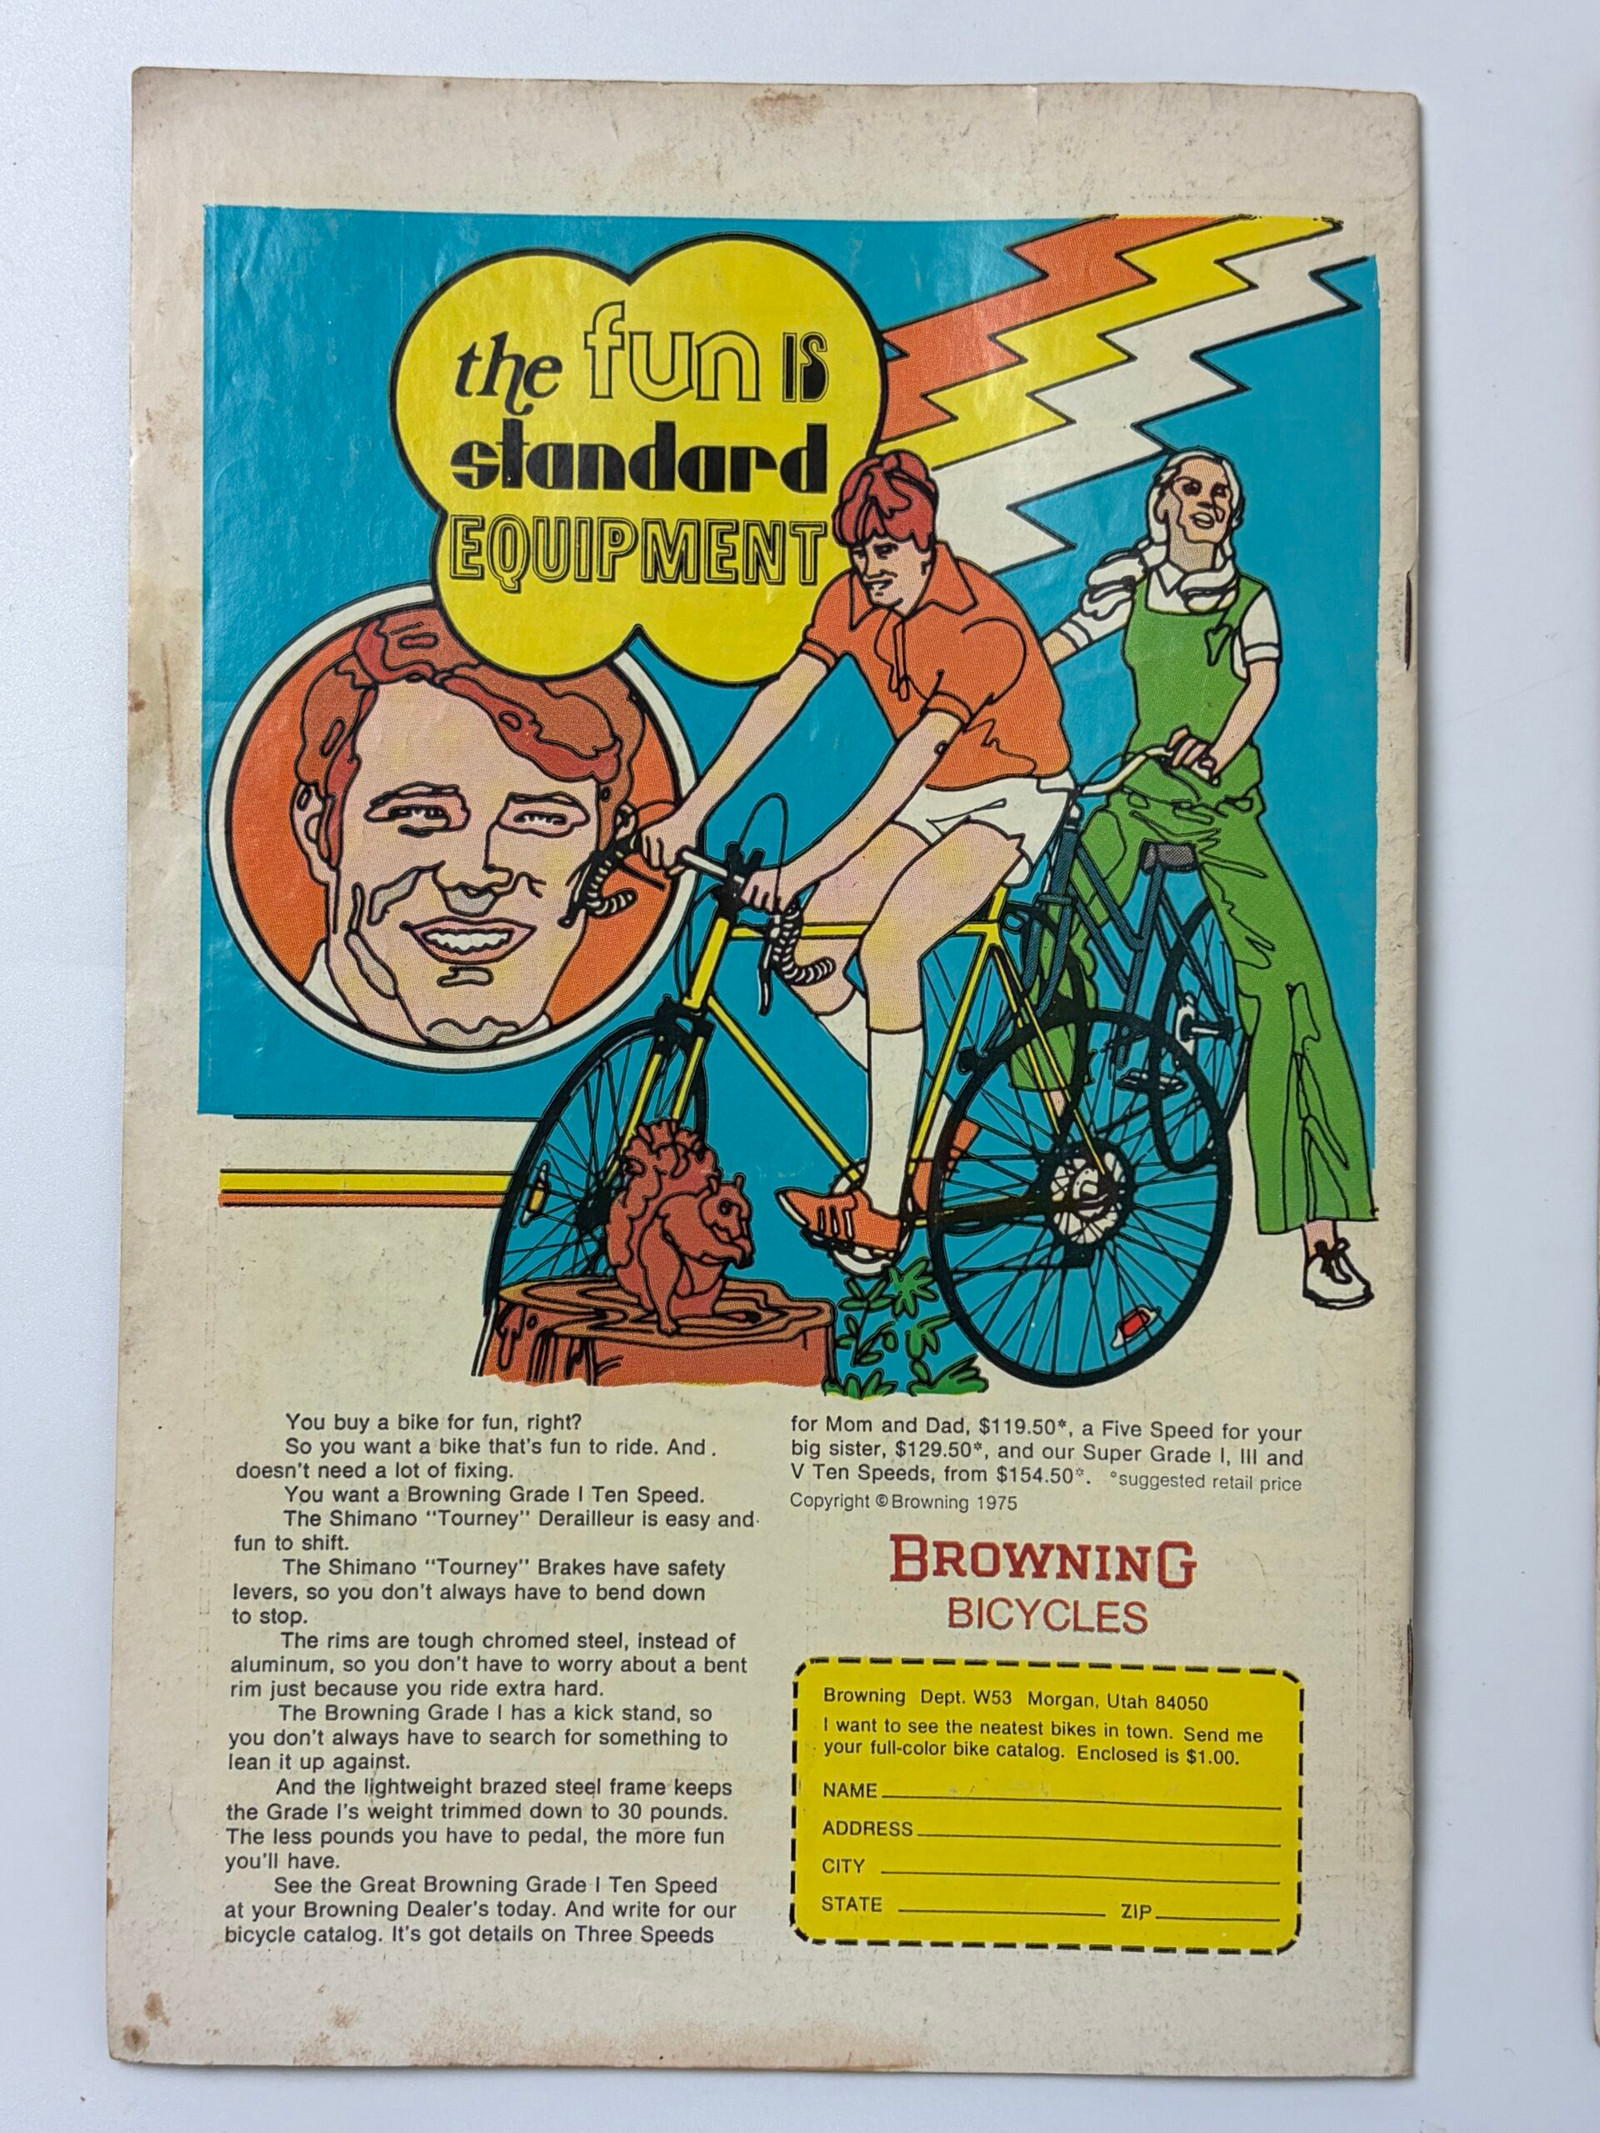 the fun is
standard
EQUIPMENT
You buy a bike for fun, right?
So you want a bike that's fun to ride. And
doesn't need a lot of fixing.
You want a Browning Grade I Ten Speed.
The Shimano "Tourney" Derailleur is easy and
fun to shift.
The Shimano "Tourney" Brakes have safety
levers, so you don't always have to bend down
to stop.
The rims are tough chromed steel, instead of
aluminum, so you don't have to worry about a bent
rim just because you ride extra hard.
The Browning Grade I has a kick stand, so
you don't always have to search for something to
lean it up against.
And the lightweight brazed steel frame keeps
the Grade I's weight trimmed down to 30 pounds.
The less pounds you have to pedal, the more fun
you'll have.
See the Great Browning Grade I Ten Speed
at your Browning Dealer's today. And write for our
bicycle catalog. It's got details on Three Speeds
for Mom and Dad, $119.50*, a Five Speed for your
big sister, $129.50*, and our Super Grade I, III and
V Ten Speeds, from $154.50*. *suggested retail price
Copyright © Browning 1975
BROWNING
BICYCLES
Browning Dept. W53 Morgan, Utah 84050
I want to see the neatest bikes in town. Send me
your full-color bike catalog. Enclosed is $1.00.
NAME
ADDRESS
CITY
STATE ZIP